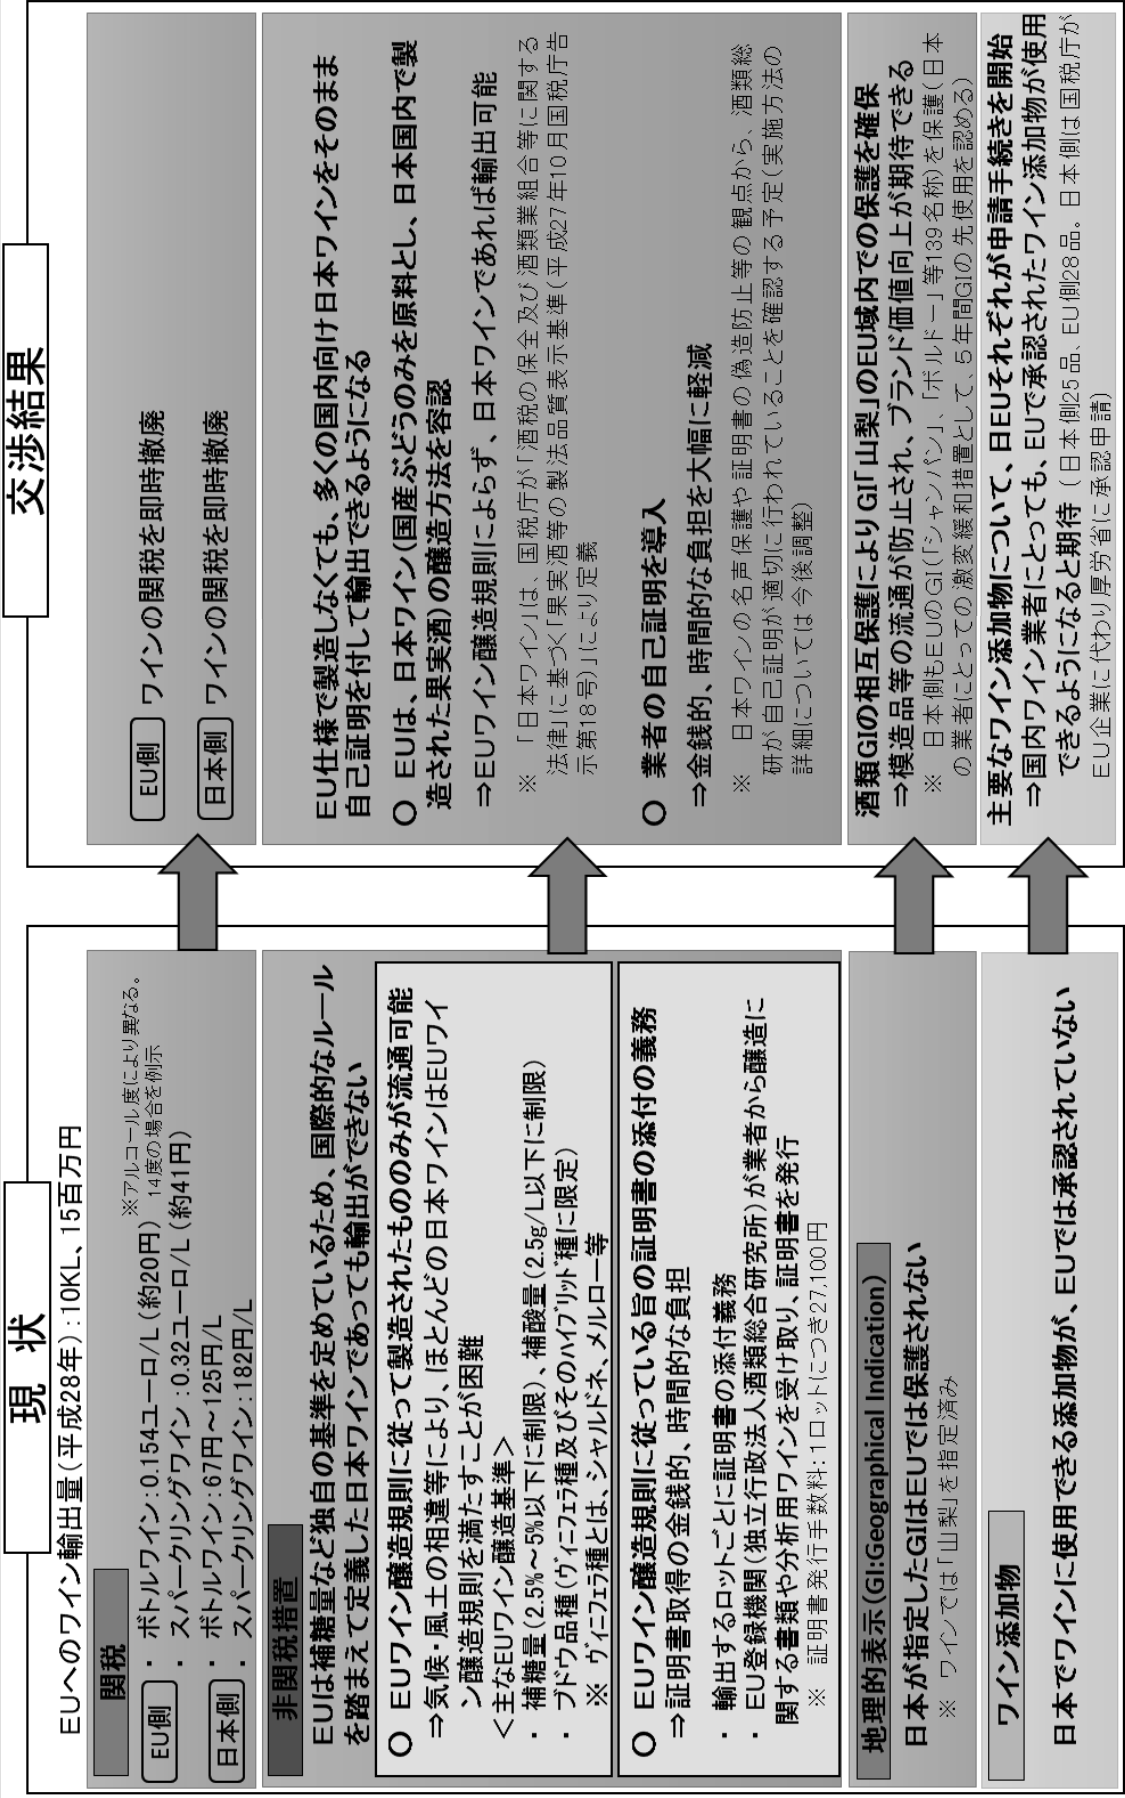 現　状
EUへのワイン輸出量(平成28年):10KL、15百万円
関税
※アルコール度により異なる。
14度の場合を例示
EU側
・ボトルワイン:0.154ユーロ/L(約20円)
・スパークリングワイン:0.32ユーロ/L(約41円)
日本側
・ボトルワイン:67円～125円/L
・スパークリングワイン:182円/L
非関税措置
EUは補糖量など独自の基準を定めているため、国際的なルール
を踏まえて定義した日本ワインであっても輸出ができない
○ EUワイン醸造規則に従って製造されたもののみが流通可能
⇒気候・風土の相違等により、ほとんどの日本ワインはEUワイ
ン醸造規則を満たすことが困難
＜主なEUワイン醸造基準＞
・補糖量(2.5%～5%以下に制限)、補酸量(2.5g/L以下に制限)
・ブドウ品種(ヴィニフェラ種及びそのハイブリッド種に限定)
※ ヴィニフェラ種とは、シャルドネ、メルロー等
○ EUワイン醸造規則に従っている旨の証明書の添付の義務
⇒証明書取得の金銭的、時間的な負担
・輸出するロットごとに証明書の添付義務
・EU登録機関(独立行政法人酒類総合研究所)が業者から醸造に
関する書類や分析用ワインを受け取り、証明書を発行
※ 証明書発行手数料:1ロットにつき27,100円
地理的表示(GI:Geographical Indication)
日本が指定したGIはEUでは保護されない
※ ワインでは「山梨」を指定済み
ワイン添加物
日本でワインに使用できる添加物が、EUでは承認されていない
交渉結果
EU側 ワインの関税を即時撤廃
日本側 ワインの関税を即時撤廃
EU仕様で製造しなくても、多くの国内向け日本ワインをそのまま
自己証明を付して輸出できるようになる
○ EUは、日本ワイン(国産ぶどうのみを原料とし、日本国内で製
造された果実酒)の醸造方法を容認
⇒EUワイン醸造規則によらず、日本ワインであれば輸出可能
※ 「日本ワイン」は、国税庁が「酒税の保全及び酒類業組合等に関する
法律」に基づく「果実酒等の製法品質表示基準(平成27年10月国税庁告
示第18号)」により定義
○ 業者の自己証明を導入
⇒金銭的、時間的な負担を大幅に軽減
※ 日本ワインの名声保護や証明書の偽造防止等の観点から、酒類総
研が自己証明が適切に行われていることを確認する予定(実施方法の
詳細については今後調整)
酒類GIの相互保護によりGI「山梨」のEU域内での保護を確保
⇒模造品等の流通が防止され、ブランド価値向上が期待できる
※ 日本側もEUのGI(「シャンパン」、「ボルドー」等139名称)を保護(日本
の業者にとっての激変緩和措置として、5年間GIの先使用を認める)
主要なワイン添加物について、日EUそれぞれが申請手続きを開始
⇒国内ワイン業者にとっても、EUで承認されたワイン添加物が使用
できるようになると期待 (日本側25品、EU側28品。日本側は国税庁が
EU企業に代わり厚労省に承認申請)